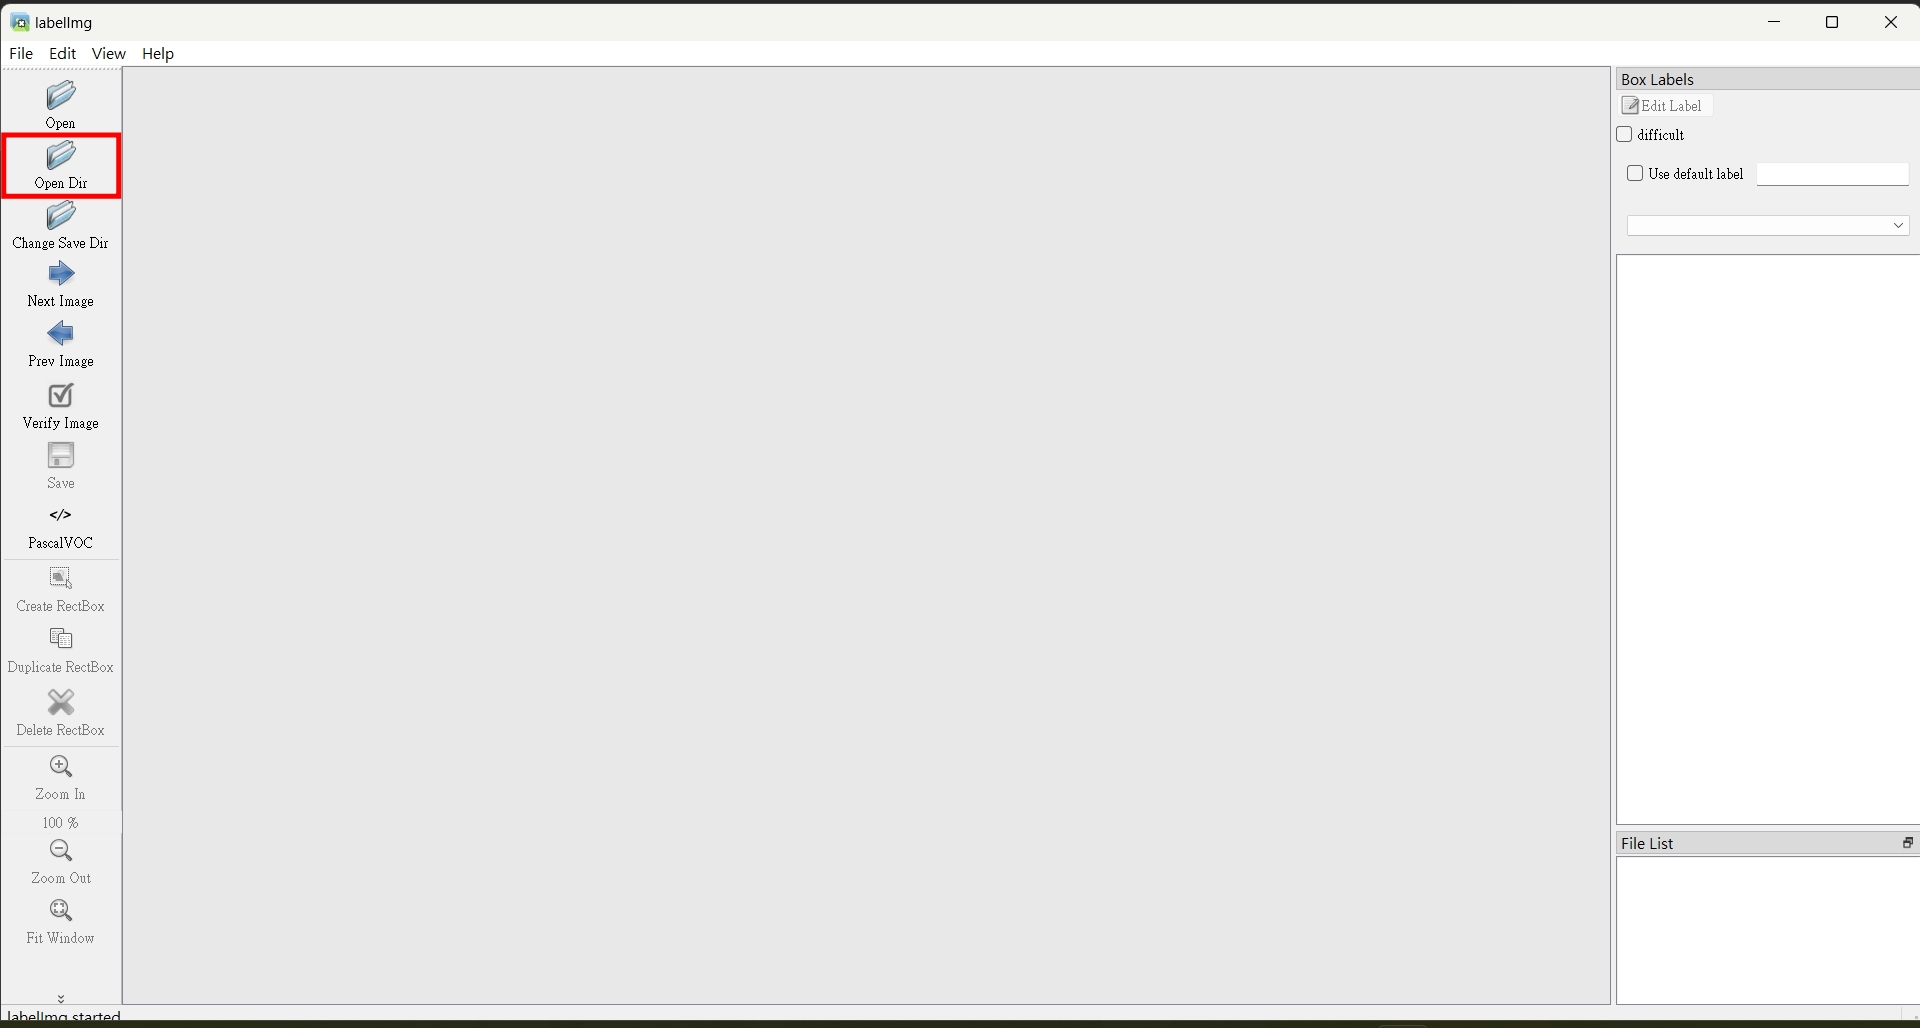 labelImg
File Edit View Help
Open
Open Dir
Change Save Dir
Next Image
Prev Image
Verify Image
Save
</>
PascalVOC
Create RectBox
Duplicate RectBox
Delete RectBox
Zoom In
100 %
Zoom Out
Fit Window
Box Labels
Edit Label
difficult
Use default label
File List
labelImg started